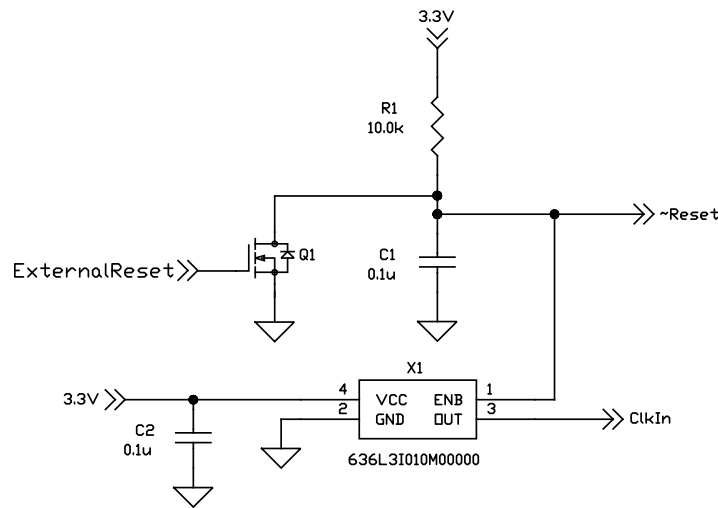 3.3V
R1
10.0k
~Reset
Q1
C1
0.1u
ExternalReset
X1
3.3V
4 VCC ENB 1
2 GND OUT 3
ClkIn
C2
0.1u
636L3I010M00000